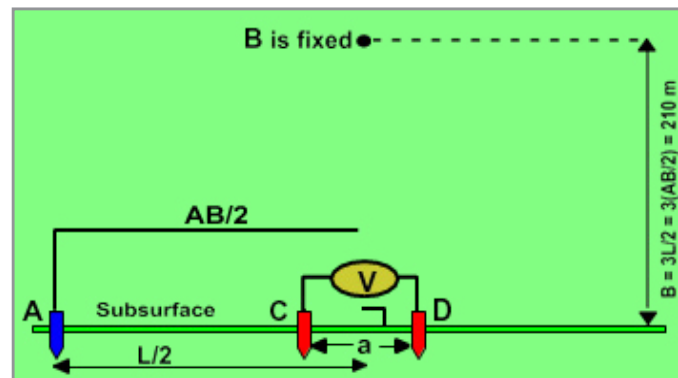 B is fixed
B = 3L/2 = 3(AB/2) = 210 m
AB/2
V
A
Subsurface
C
D
a
L/2